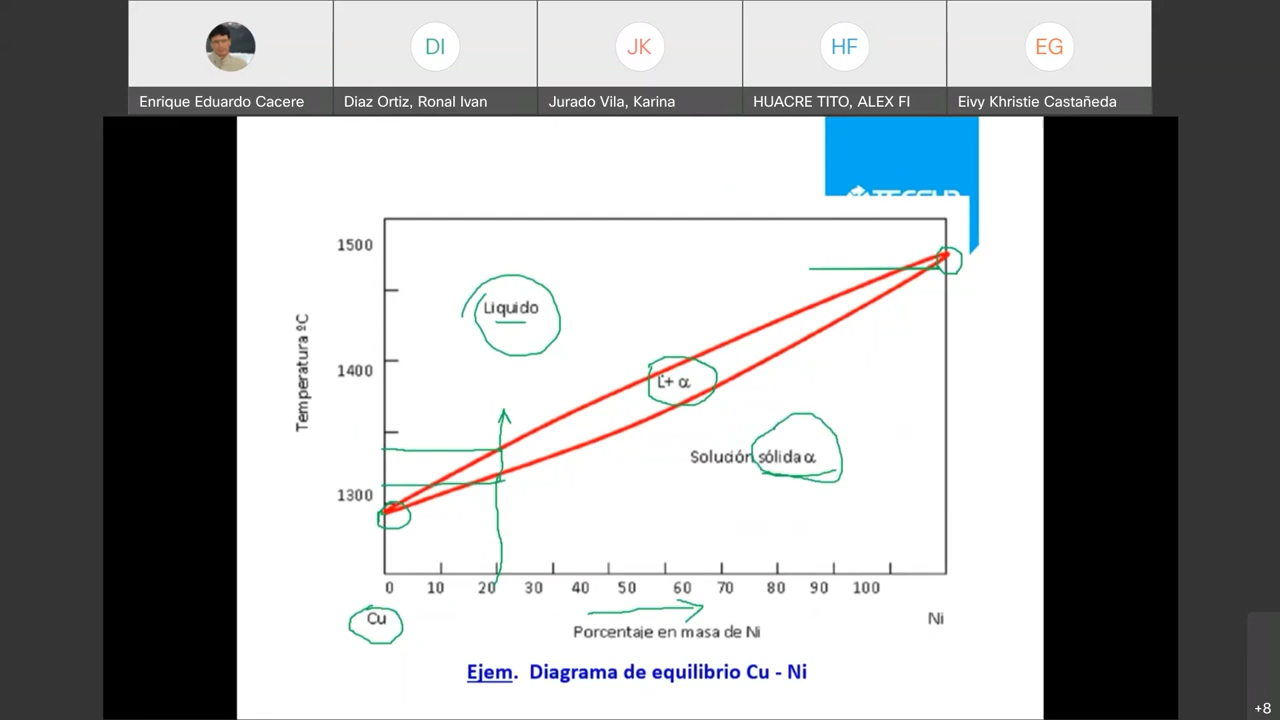 DI
JK
HF
EG
Enrique Eduardo Cacere
Diaz Ortiz, Ronal Ivan
Jurado Vila, Karina
HUACRE TITO, ALEX FI
Eivy Khristie Castañeda
1500
Liquido
Temperatura ºC
1400
L+ α
Solución sólida α
1300
0 10 20 30 40 50 60 70 80 90 100
Cu
Ni
Porcentaje en masa de Ni
Ejem. Diagrama de equilibrio Cu - Ni
+8